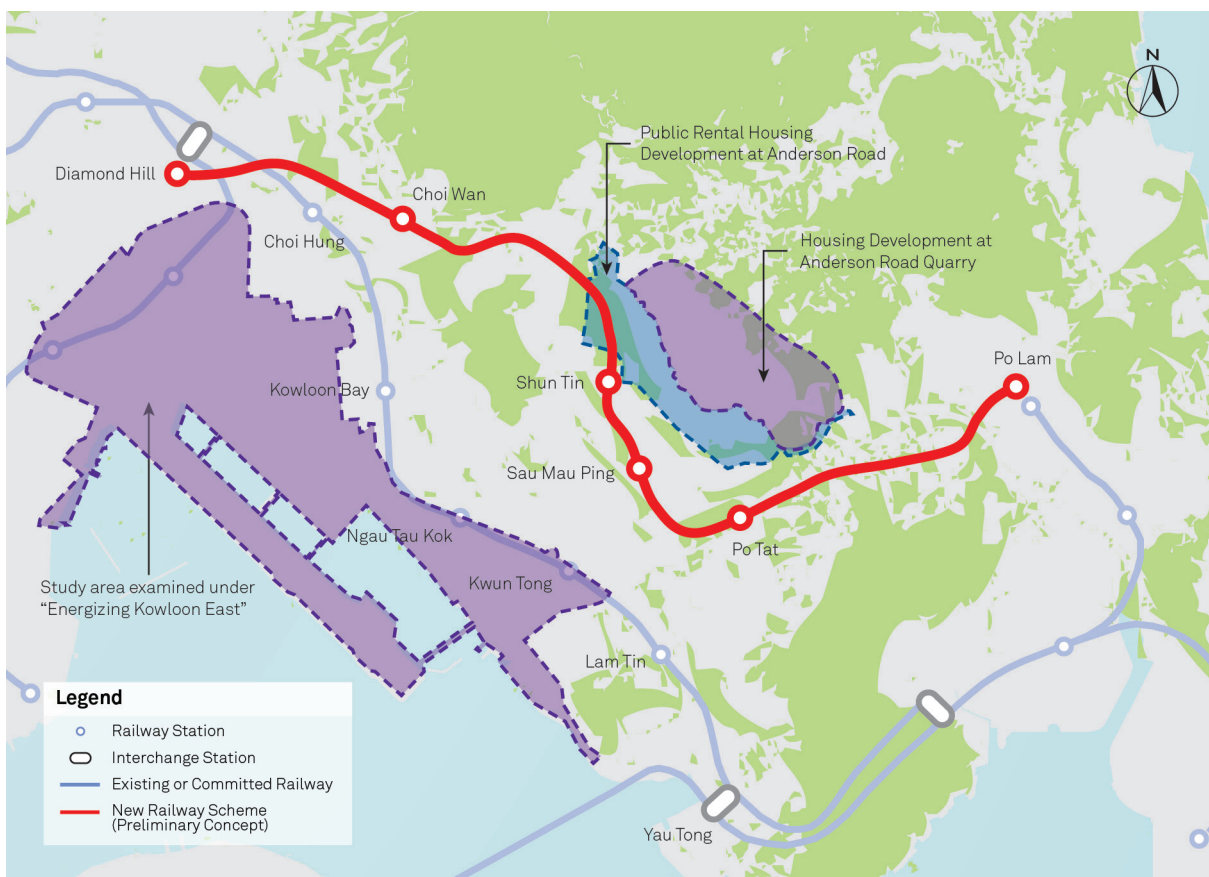 N
Public Rental Housing
Development at Anderson Road
Diamond Hill
Choi Wan
Choi Hung
Housing Development at
Anderson Road Quarry
Po Lam
Shun Tin
Kowloon Bay
Sau Mau Ping
Ngau Tau Kok
Po Tat
Kwun Tong
Study area examined under
“Energizing Kowloon East”
Lam Tin
Yau Tong
Legend
Railway Station
Interchange Station
Existing or Committed Railway
New Railway Scheme
(Preliminary Concept)